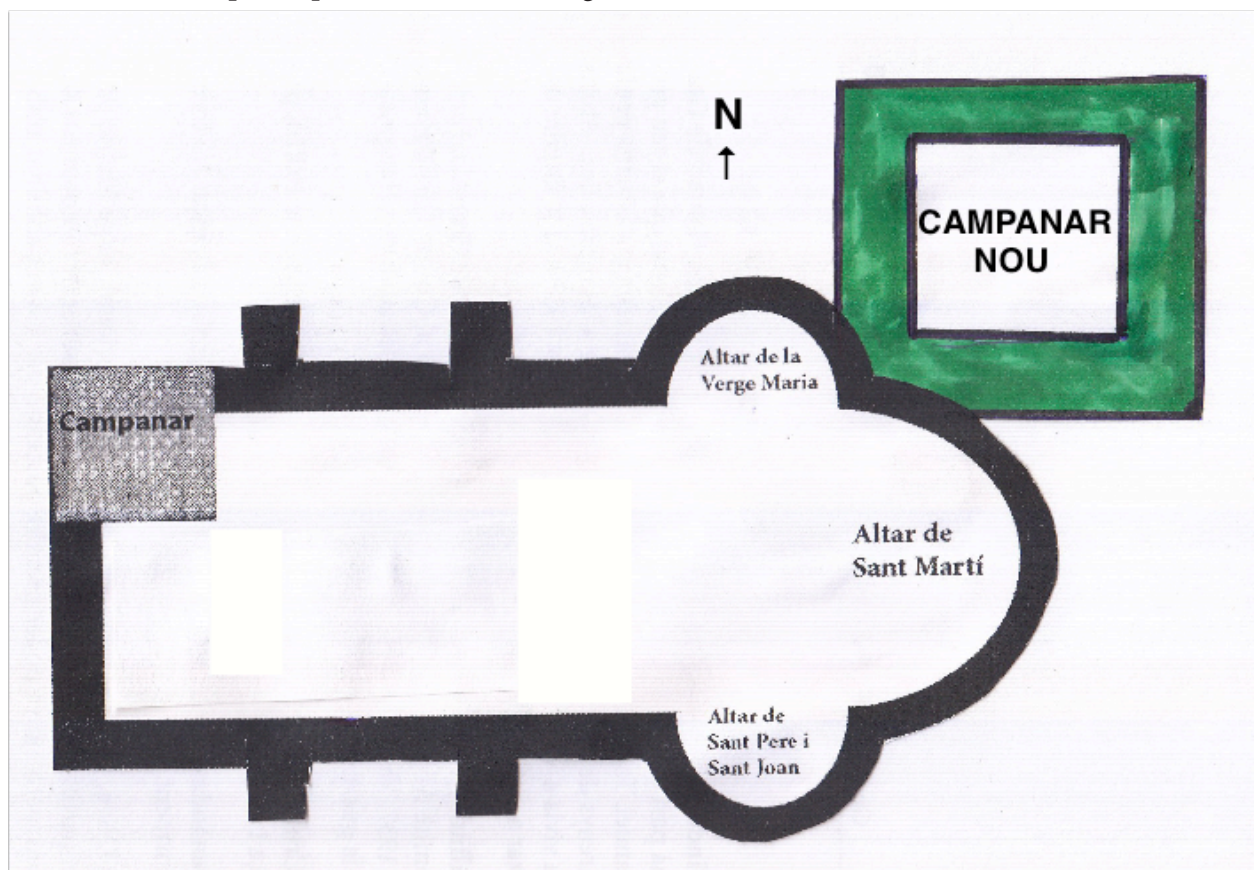 N
↑
CAMPANAR
NOU
Altar de la
Verge Maria
Campanar
Altar de
Sant Martí
Altar de
Sant Pere i
Sant Joan